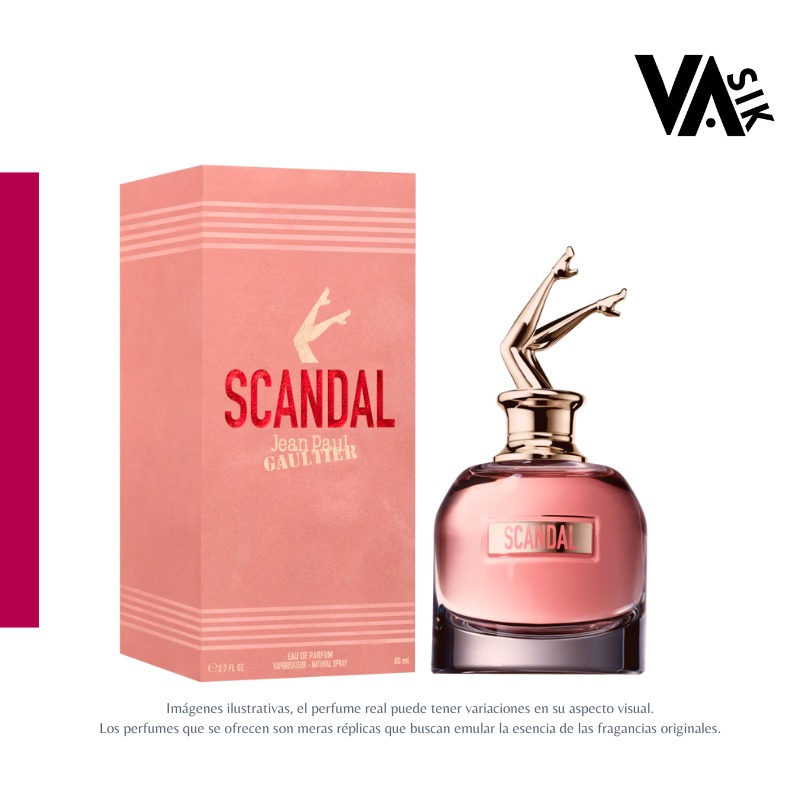 VASIK
SCANDAL
Jean Paul
GAULTIER
SCANDAL
EAU DE PARFUM
VAPORISATEUR - NATURAL SPRAY
℮ 2.7 FL OZ
80 ml
Imágenes ilustrativas, el perfume real puede tener variaciones en su aspecto visual.
Los perfumes que se ofrecen son meras réplicas que buscan emular la esencia de las fragancias originales.